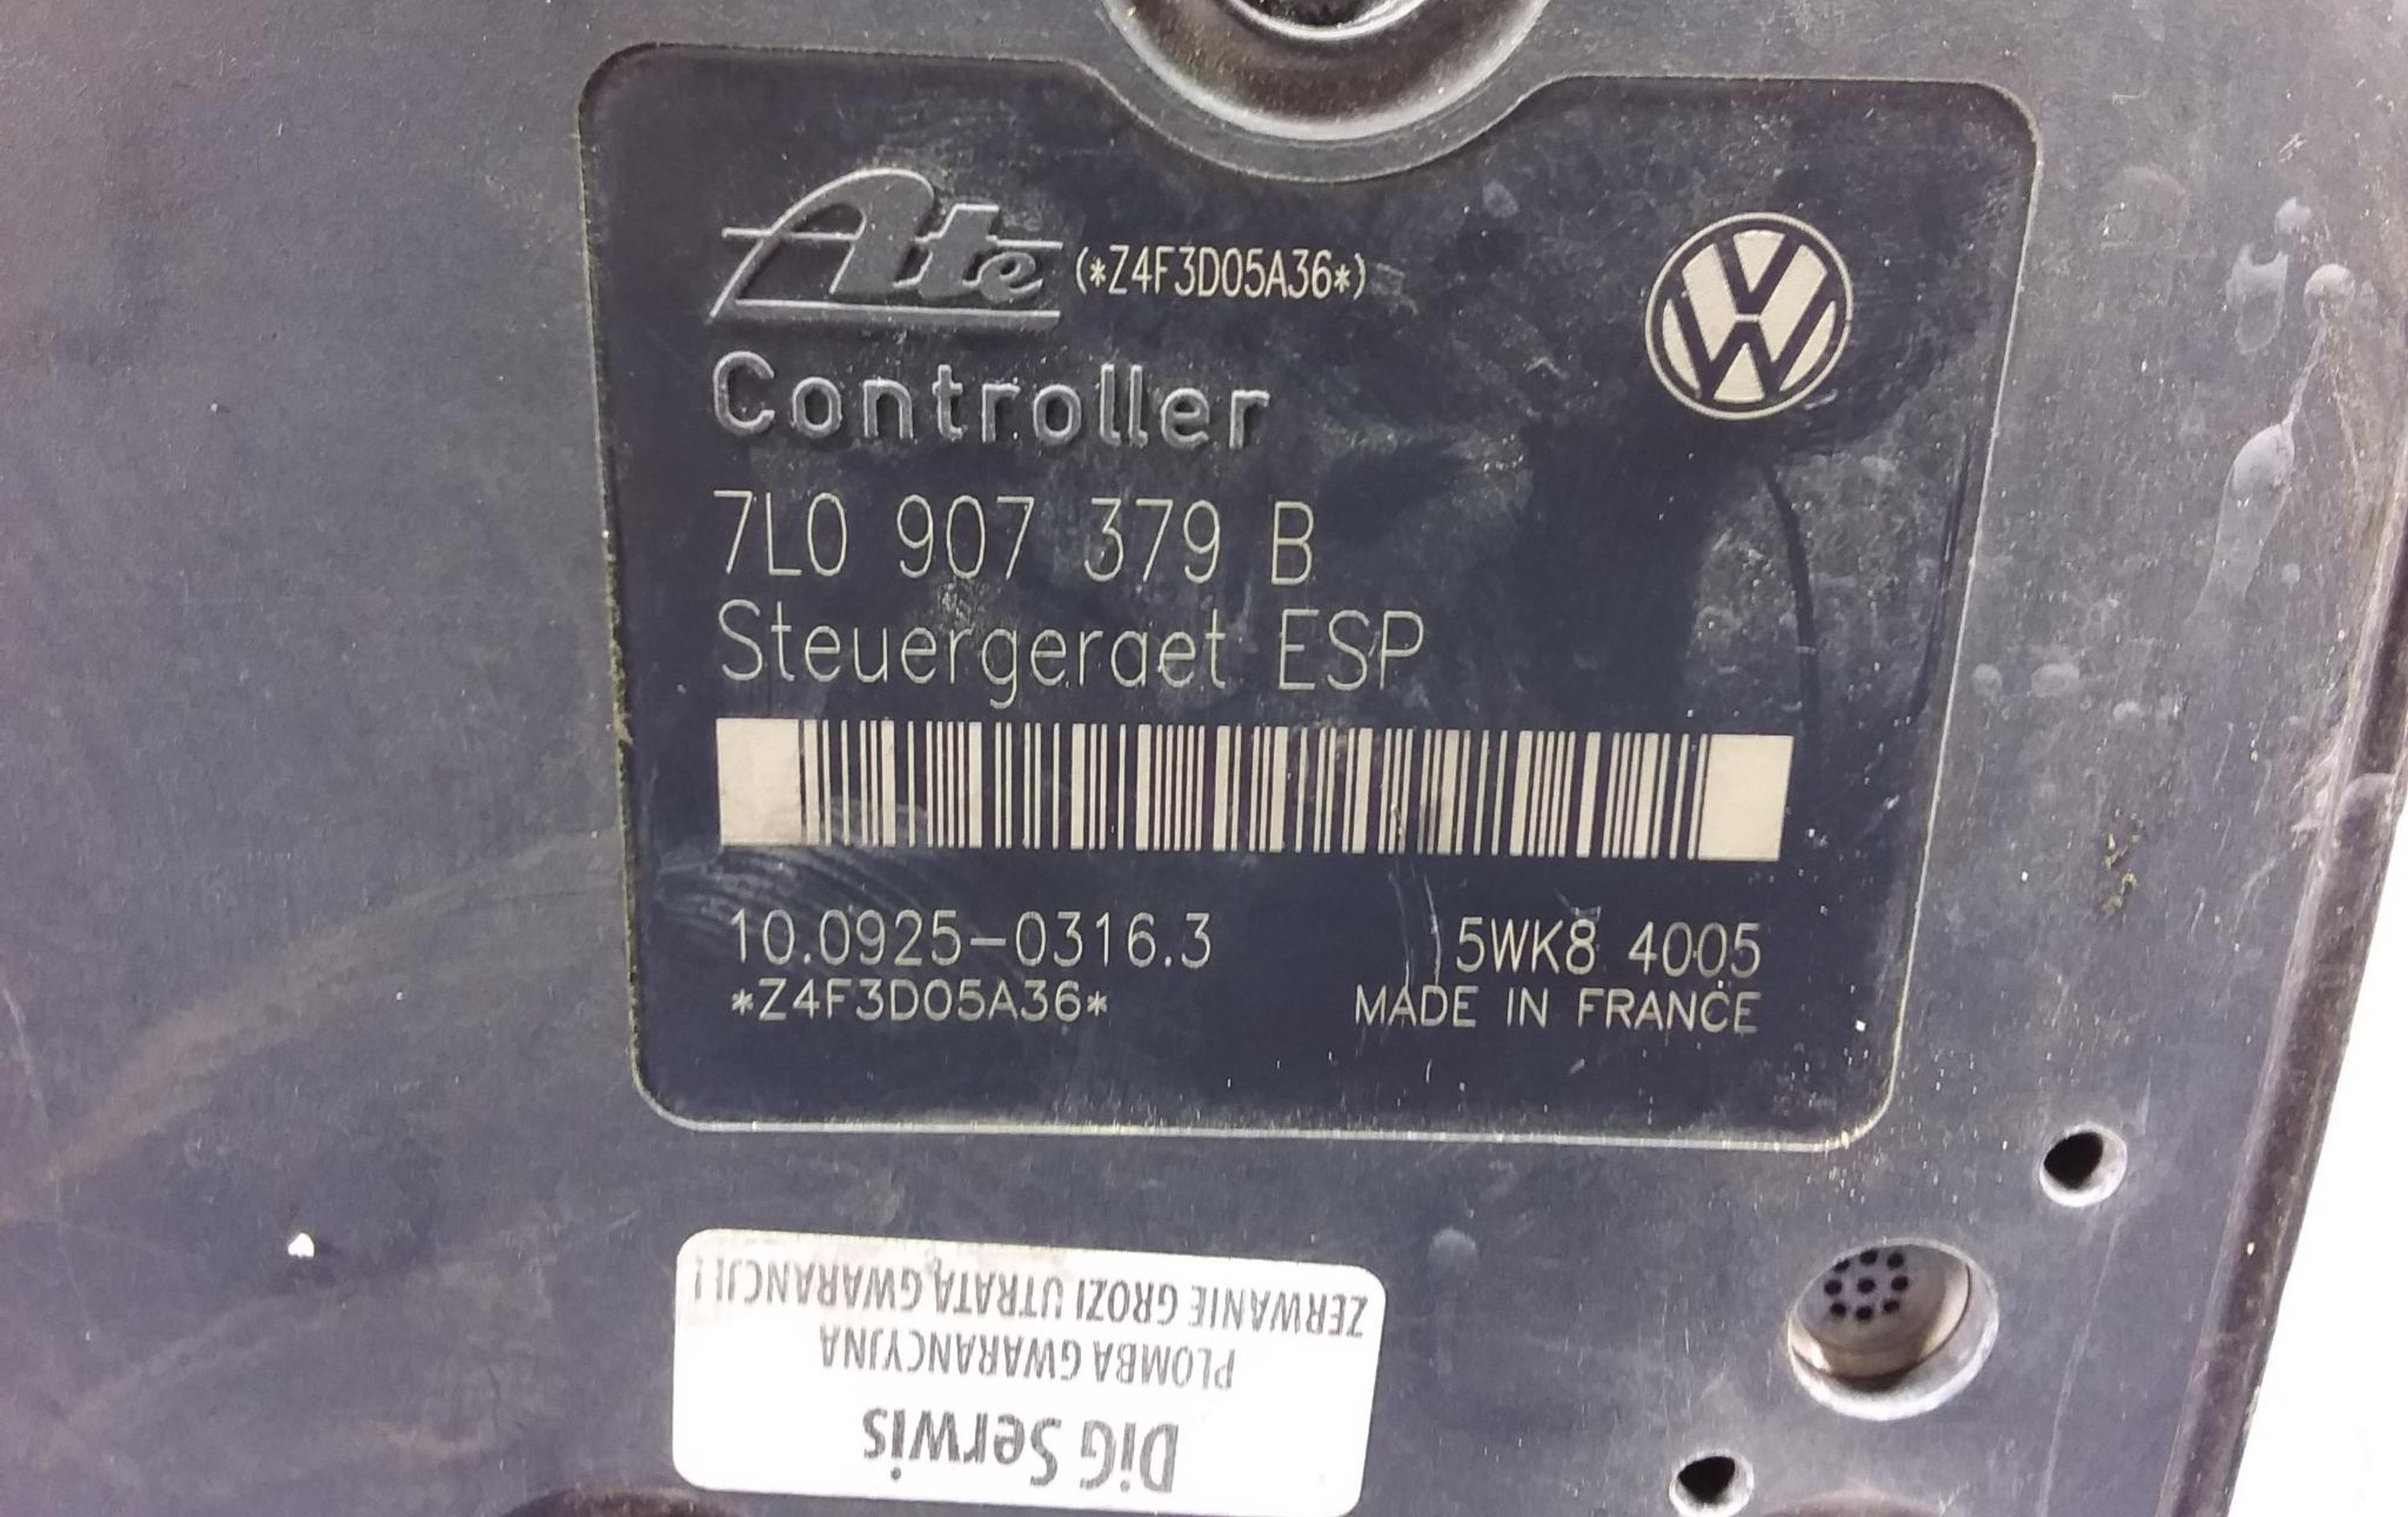 Ate (*Z4F3D05A36*)
Controller
7L0 907 379 B
Steuergeraet ESP
10.0925-0316.3 5WK8 4005
*Z4F3D05A36* MADE IN FRANCE
DiG Serwis
PLOMBA GWARANCYJNA
ZERWANIE GROZI UTRATĄ GWARANCJI !